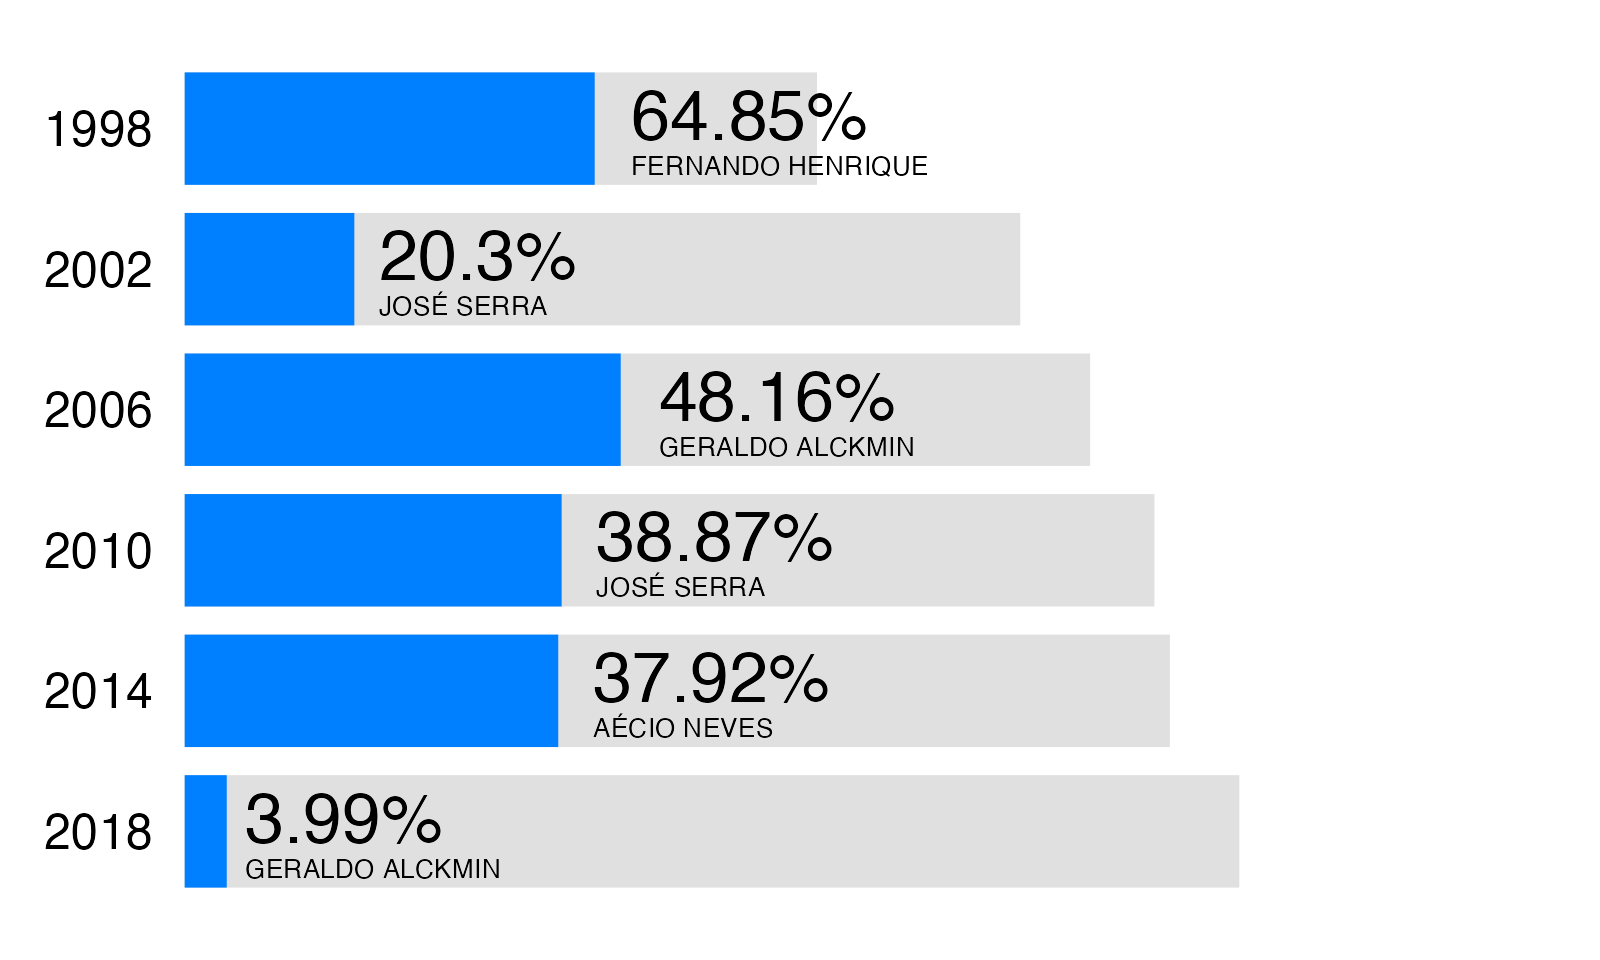 1998
64.85%
FERNANDO HENRIQUE
2002
20.3%
JOSÉ SERRA
2006
48.16%
GERALDO ALCKMIN
2010
38.87%
JOSÉ SERRA
2014
37.92%
AÉCIO NEVES
2018
3.99%
GERALDO ALCKMIN